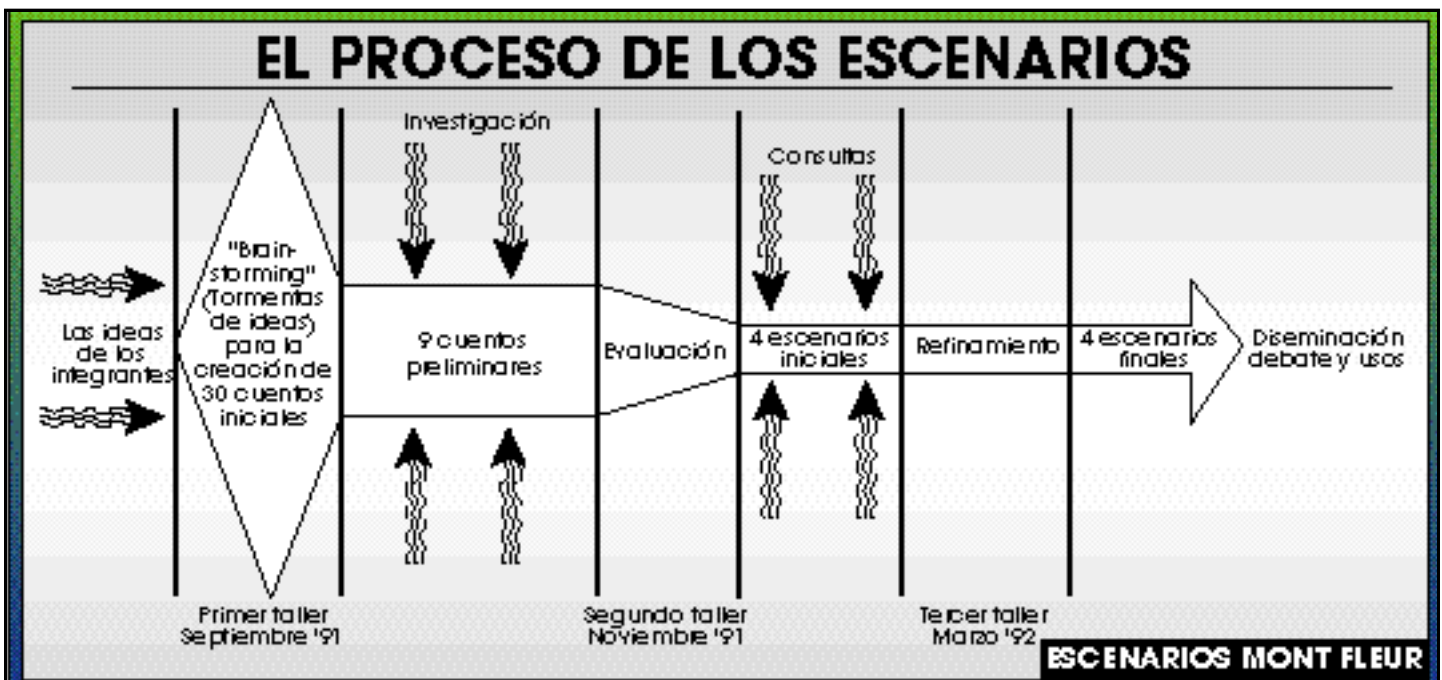 EL PROCESO DE LOS ESCENARIOS
Las ideas
de los
integrantes
"Brain-
storming"
(Tormentas
de ideas)
para la
creación de
30 cuentos
iniciales
Investigación
9 cuentos
preliminares
Evaluación
Consultas
4 escenarios
iniciales
Refinamiento
4 escenarios
finales
Diseminación
debate y usos
Primer taller
Septiembre '91
Segundo taller
Noviembre '91
Tercer taller
Marzo '92
ESCENARIOS MONT FLEUR